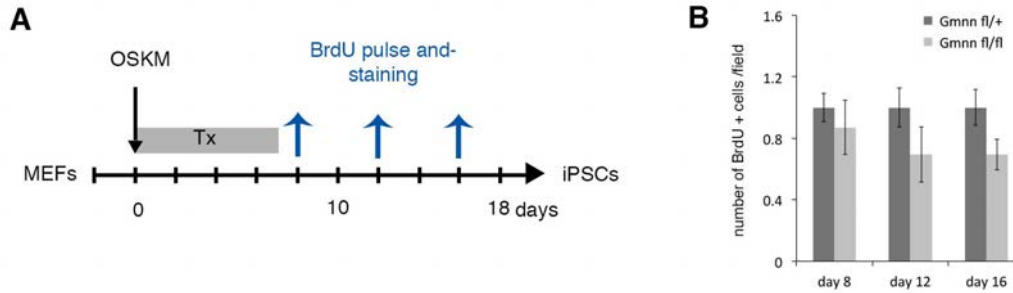 A
OSKM
BrdU pulse and-
staining
Tx
MEFs
iPSCs
0
10
18 days
B
Gmnn fl/+
Gmnn fl/fl
number of BrdU + cells /field
1.6
1.2
0.8
0.4
0
day 8
day 12
day 16